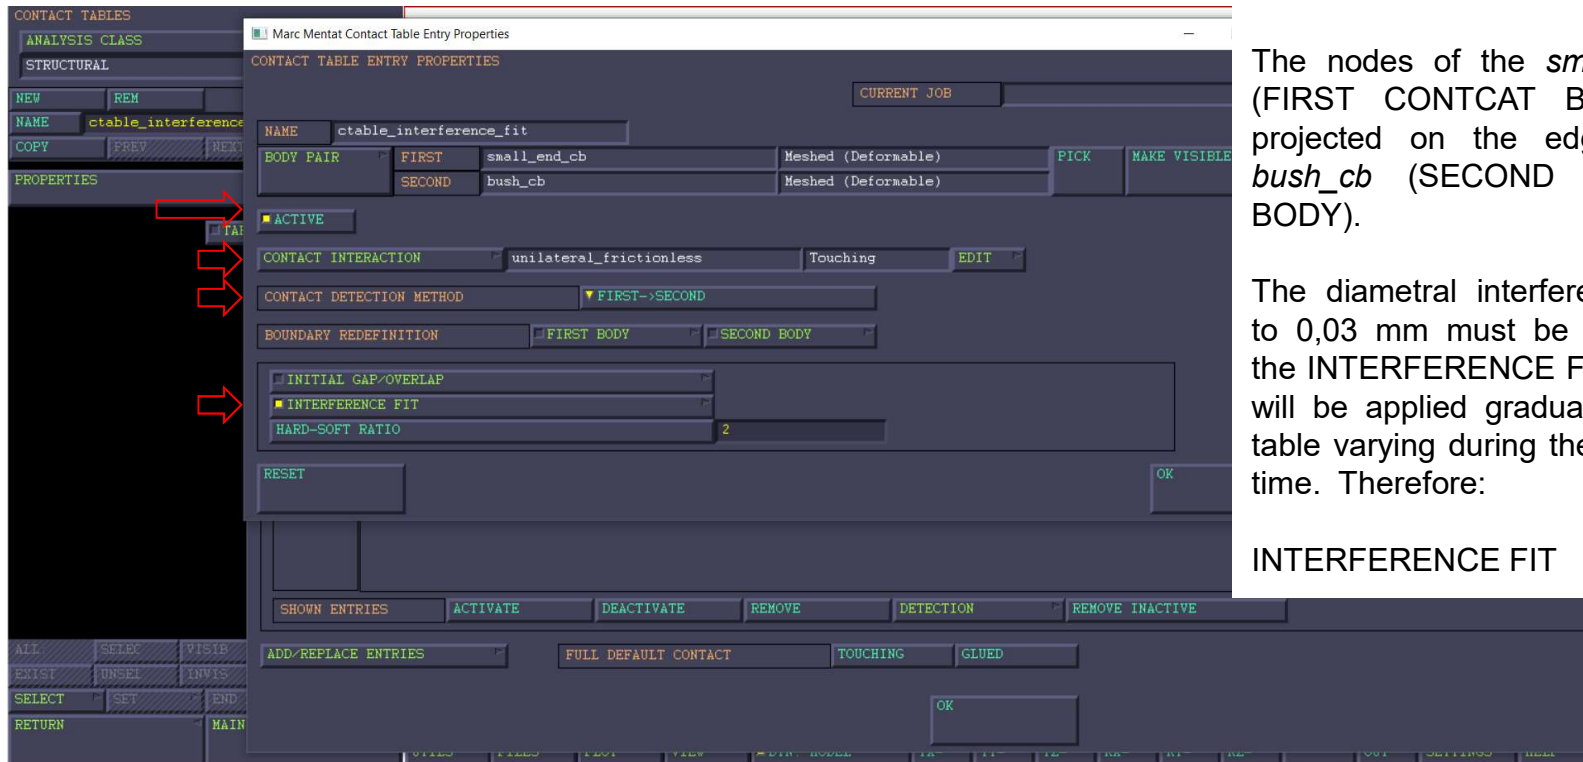 CONTACT TABLES
ANALYSIS CLASS
STRUCTURAL
NEW REM
NAME ctable_interference
COPY PREV NEXT
PROPERTIES
Marc Mentat Contact Table Entry Properties
CONTACT TABLE ENTRY PROPERTIES
CURRENT JOB
NAME ctable_interference_fit
BODY PAIR FIRST small_end_cb Meshed (Deformable) PICK MAKE VISIBLE
SECOND bush_cb Meshed (Deformable)
ACTIVE
CONTACT INTERACTION unilateral_frictionless Touching EDIT
CONTACT DETECTION METHOD FIRST->SECOND
BOUNDARY REDEFINITION FIRST BODY SECOND BODY
INITIAL GAP/OVERLAP
INTERFERENCE FIT
HARD-SOFT RATIO 2
RESET OK
SHOWN ENTRIES ACTIVATE DEACTIVATE REMOVE DETECTION REMOVE INACTIVE
ADD/REPLACE ENTRIES FULL DEFAULT CONTACT TOUCHING GLUED
OK
ALL SELEC VISIB
EXIST UNSEL INVIS
SELECT SET END
RETURN MAIN
The nodes of the sm
(FIRST CONTCAT B
projected on the ed
bush_cb (SECOND
BODY).
The diametral interfere
to 0,03 mm must be
the INTERFERENCE F
will be applied gradua
table varying during the
time. Therefore:
INTERFERENCE FIT